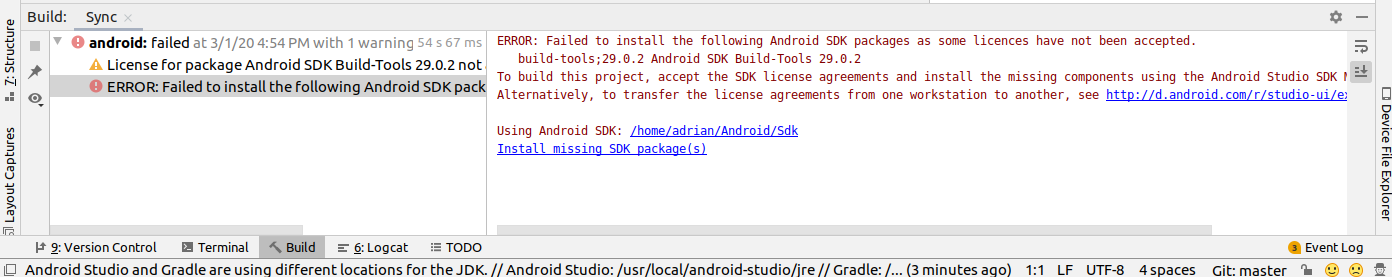 Build: Sync
7: Structure
Layout Captures
android: failed at 3/1/20 4:54 PM with 1 warning 54 s 67 ms
License for package Android SDK Build-Tools 29.0.2 not
ERROR: Failed to install the following Android SDK pack
ERROR: Failed to install the following Android SDK packages as some licences have not been accepted.
build-tools;29.0.2 Android SDK Build-Tools 29.0.2
To build this project, accept the SDK license agreements and install the missing components using the Android Studio SDK M
Alternatively, to transfer the license agreements from one workstation to another, see http://d.android.com/r/studio-ui/ex
Using Android SDK: /home/adrian/Android/Sdk
Install missing SDK package(s)
Device File Explorer
9: Version Control Terminal Build 6: Logcat TODO 3 Event Log
Android Studio and Gradle are using different locations for the JDK. // Android Studio: /usr/local/android-studio/jre // Gradle: /... (3 minutes ago) 1:1 LF UTF-8 4 spaces Git: master